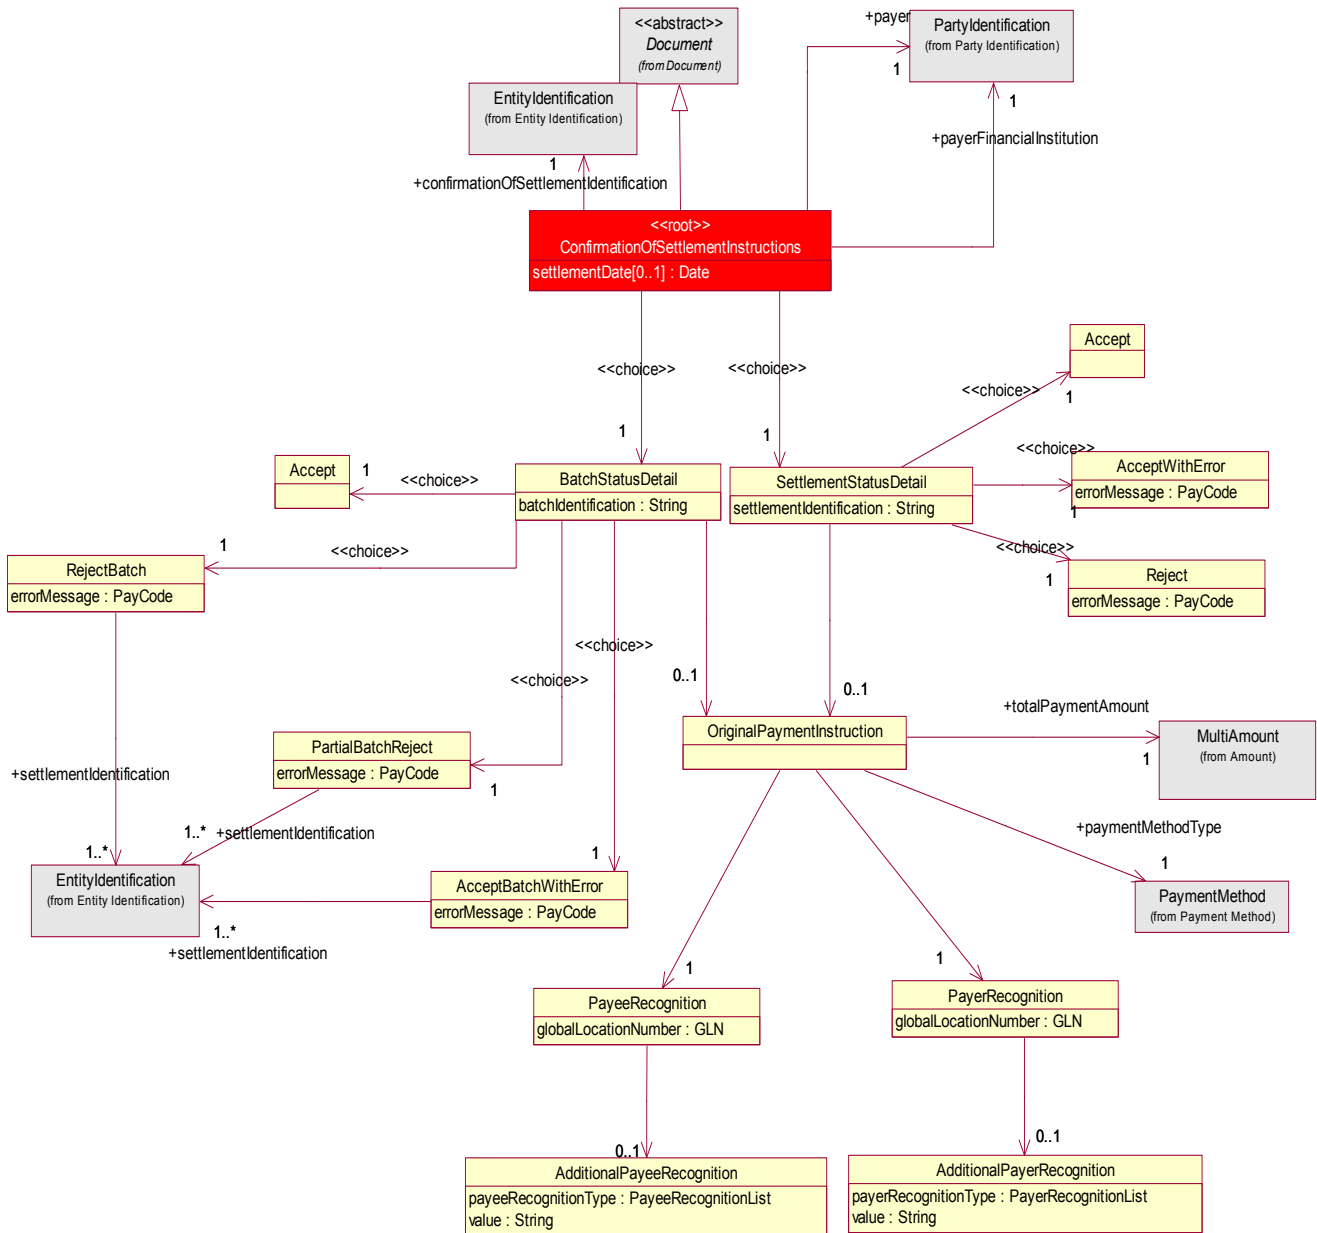 <<abstract>>
Document
(from Document)
+payer
PartyIdentification
(from Party Identification)
1
1
EntityIdentification
(from Entity Identification)
1
+confirmationOfSettlementIdentification
+payerFinancialInstitution
<<root>>
ConfirmationOfSettlementInstructions
settlementDate[0..1] : Date
<<choice>>
<<choice>>
1
1
Accept
<<choice>>
1
Accept
1
<<choice>>
BatchStatusDetail
batchIdentification : String
SettlementStatusDetail
settlementIdentification : String
<<choice>>
AcceptWithError
errorMessage : PayCode
1
<<choice>>
1
Reject
errorMessage : PayCode
1
<<choice>>
RejectBatch
errorMessage : PayCode
<<choice>>
<<choice>>
0..1
0..1
OriginalPaymentInstruction
+totalPaymentAmount
1
MultiAmount
(from Amount)
PartialBatchReject
errorMessage : PayCode
1
+settlementIdentification
1..*
+settlementIdentification
1..*
EntityIdentification
(from Entity Identification)
1
AcceptBatchWithError
errorMessage : PayCode
1..*
+settlementIdentification
+paymentMethodType
1
PaymentMethod
(from Payment Method)
1
1
PayeeRecognition
globalLocationNumber : GLN
PayerRecognition
globalLocationNumber : GLN
0..1
0..1
AdditionalPayeeRecognition
payeeRecognitionType : PayeeRecognitionList
value : String
AdditionalPayerRecognition
payerRecognitionType : PayerRecognitionList
value : String